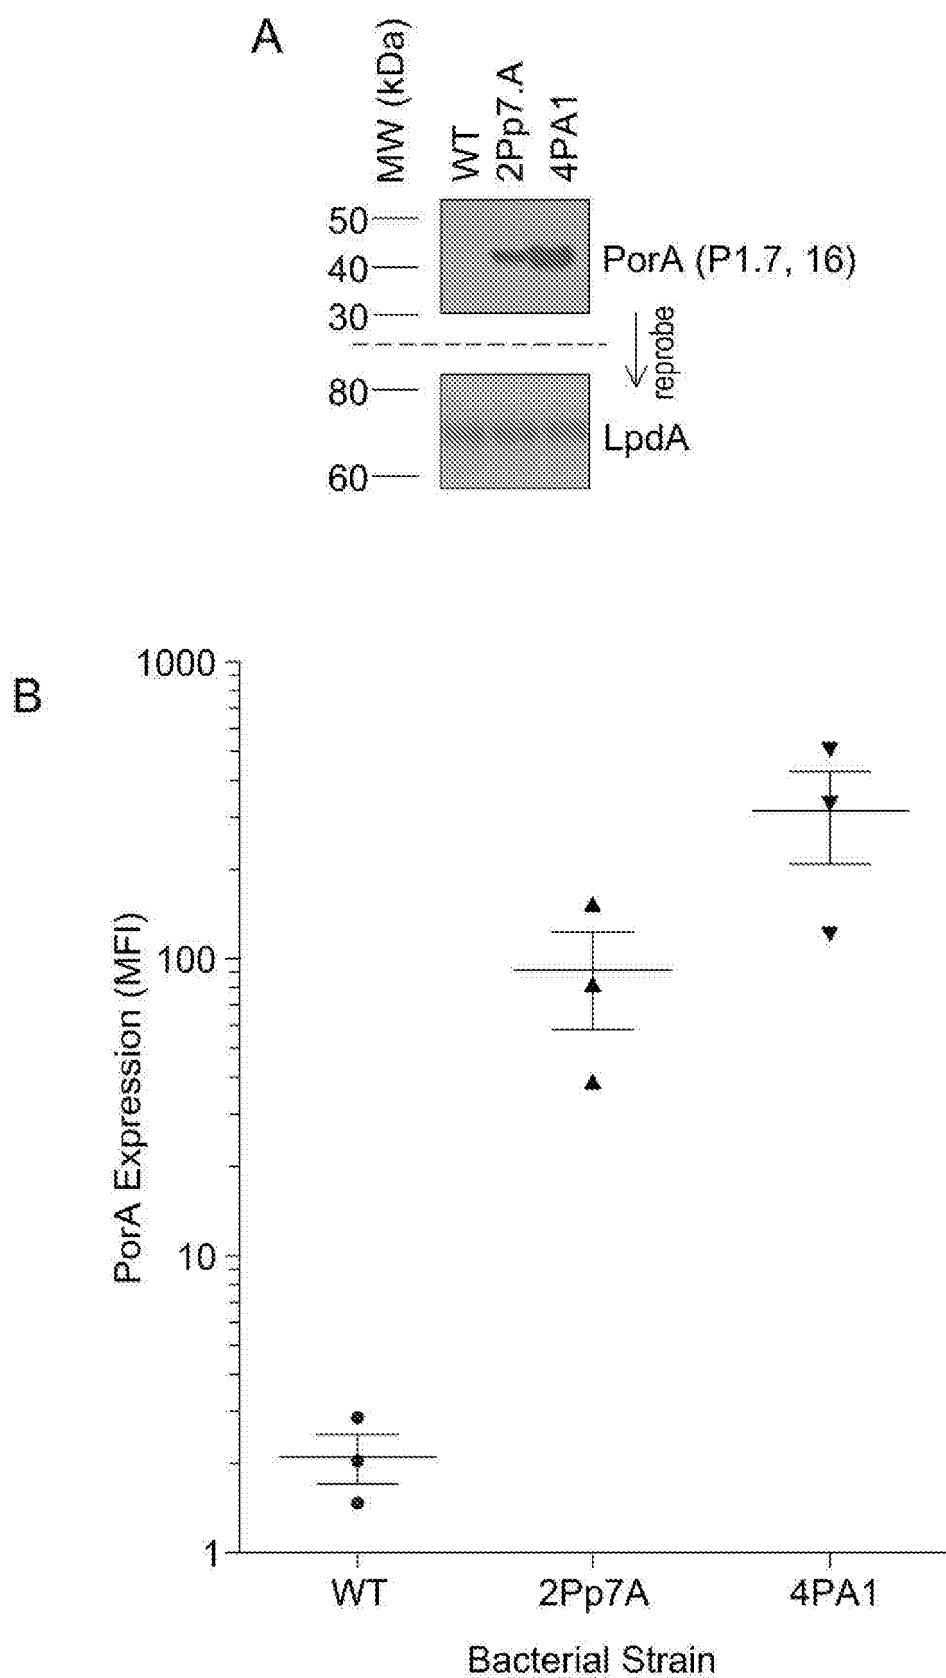 A
MW (kDa)
WT
2Pp7.A
4PA1
50
40
30
PorA (P1.7, 16)
reprobe
80
60
LpdA
B
PorA Expression (MFI)
1000
100
10
1
WT
2Pp7A
4PA1
Bacterial Strain